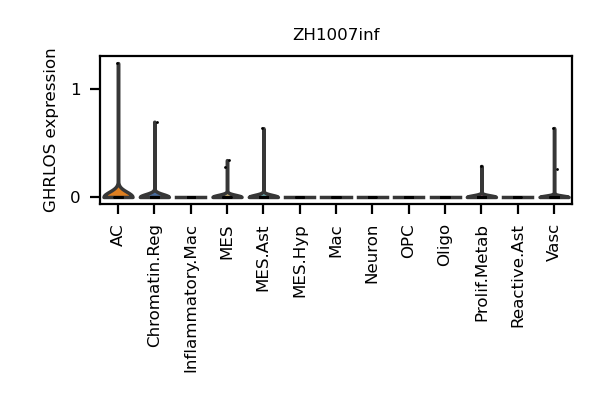 ZH1007inf
GHRLOS expression
1
0
AC
Chromatin.Reg
Inflammatory.Mac
MES
MES.Ast
MES.Hyp
Mac
Neuron
OPC
Oligo
Prolif.Metab
Reactive.Ast
Vasc